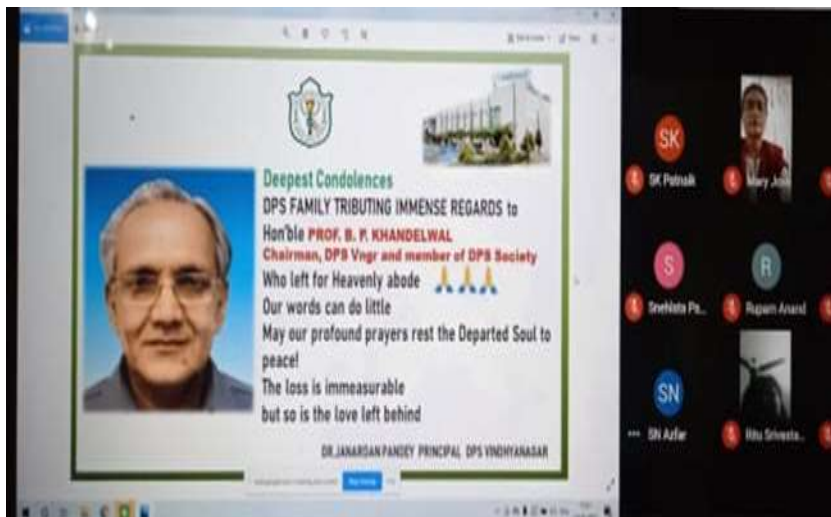 Deepest Condolences
DPS FAMILY TRIBUTING IMMENSE REGARDS to
Hon'ble PROF. B. P. KHANDELWAL
Chairman, DPS Vngr and member of DPS Society
Who left for Heavenly abode 🙏🙏🙏
Our words can do little
May our profound prayers rest the Departed Soul to
peace!
The loss is immeasurable
but so is the love left behind
DR.JANARDAN PANDEY PRINCIPAL DPS VINDHYANAGAR
SK
SK Patnaik
Mary
S
Snehlata Pa...
R
Rupam Anand
SN
SN Azfar
Ritu Srivasta...